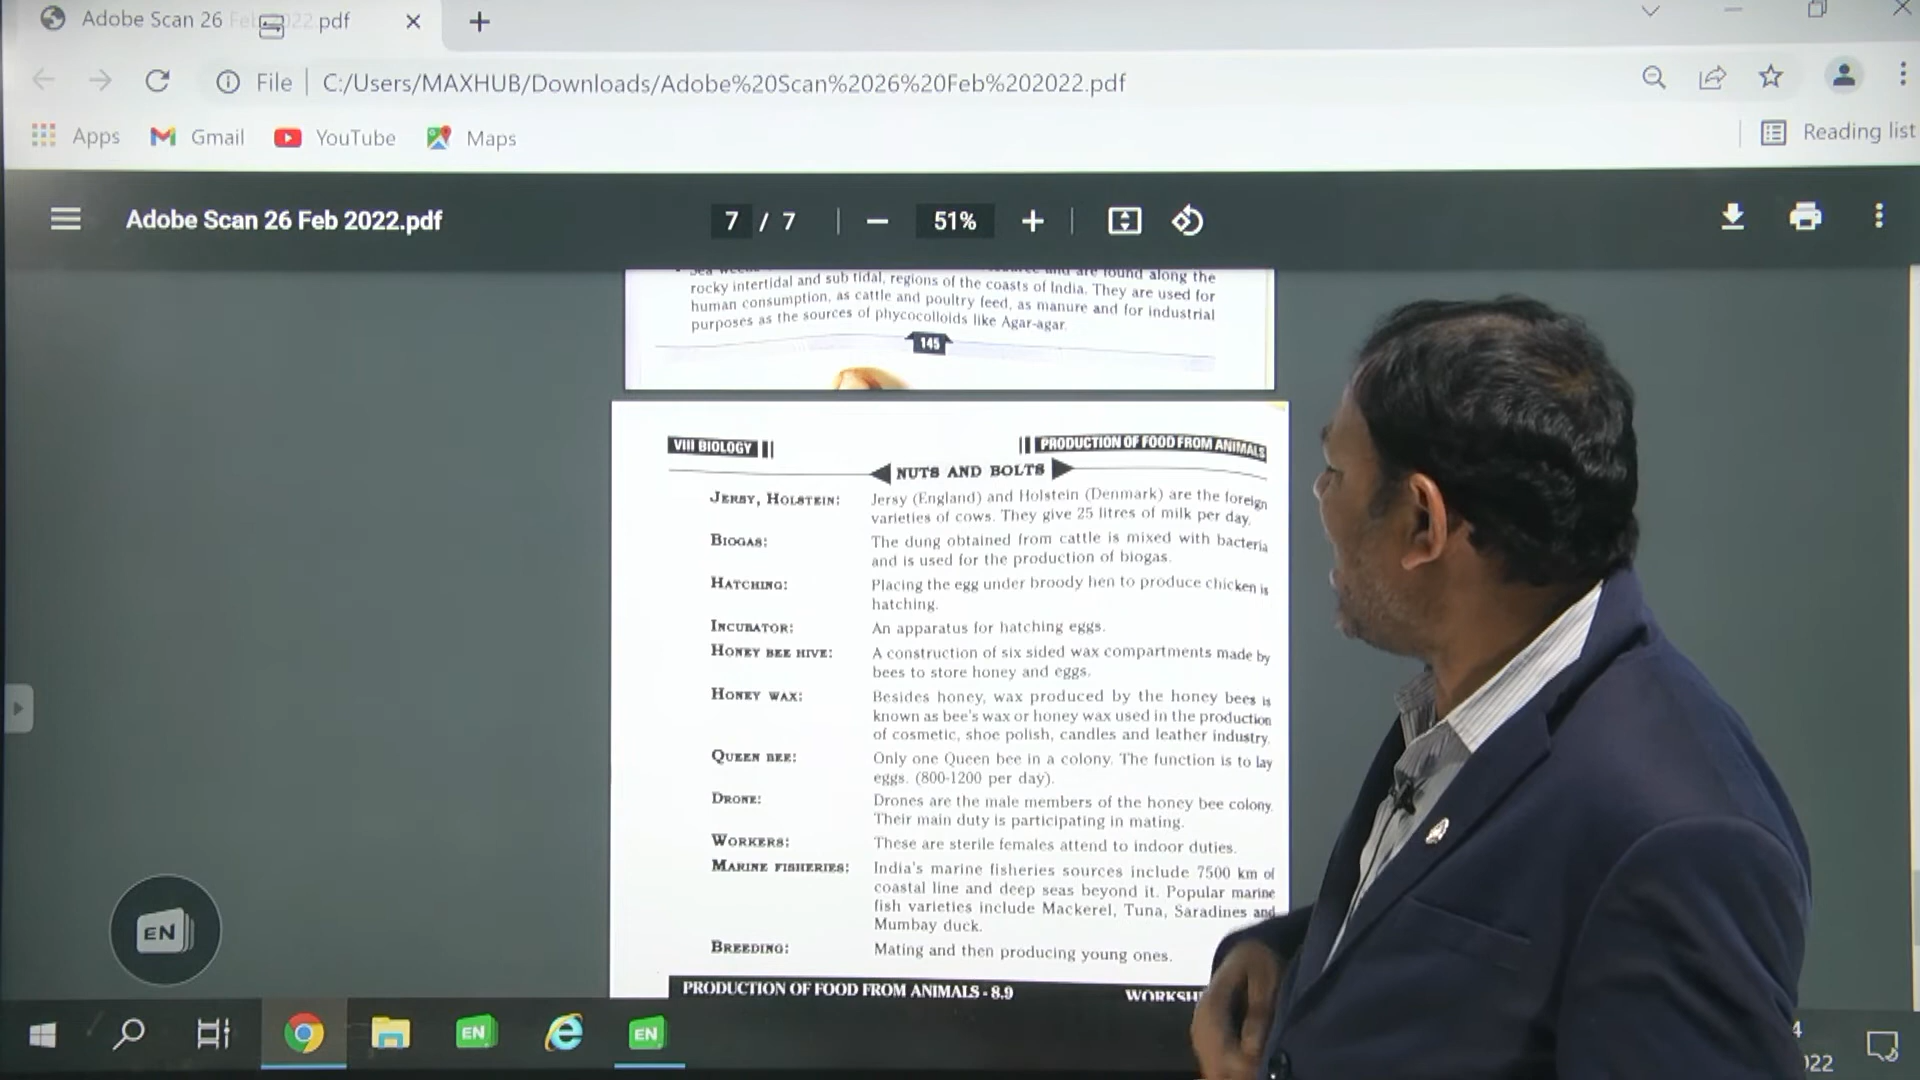 Adobe Scan 26 Feb 2022.pdf
File C:/Users/MAXHUB/Downloads/Adobe%20Scan%2026%20Feb%202022.pdf
Apps Gmail YouTube Maps Reading list
Adobe Scan 26 Feb 2022.pdf 7 / 7 51%
and are found along the
rocky intertidal and sub tidal, regions of the coasts of India. They are used for
human consumption, as cattle and poultry feed, as manure and for industrial
purposes as the sources of phycocolloids like Agar-agar.
145
VIII BIOLOGY PRODUCTION OF FOOD FROM ANIMALS
NUTS AND BOLTS
JERSY, HOLSTEIN: Jersy (England) and Holstein (Denmark) are the foreign
varieties of cows. They give 25 litres of milk per day.
BIOGAS: The dung obtained from cattle is mixed with bacteria
and is used for the production of biogas.
HATCHING: Placing the egg under broody hen to produce chicken is
hatching.
INCUBATOR: An apparatus for hatching eggs.
HONEY BEE HIVE: A construction of six sided wax compartments made by
bees to store honey and eggs.
HONEY WAX: Besides honey, wax produced by the honey bees is
known as bee's wax or honey wax used in the production
of cosmetic, shoe polish, candles and leather industry.
QUEEN BEE: Only one Queen bee in a colony. The function is to lay
eggs. (800-1200 per day).
DRONE: Drones are the male members of the honey bee colony.
Their main duty is participating in mating.
WORKERS: These are sterile females attend to indoor duties.
MARINE FISHERIES: India's marine fisheries sources include 7500 km of
coastal line and deep seas beyond it. Popular marine
fish varieties include Mackerel, Tuna, Saradines and
Mumbay duck.
BREEDING: Mating and then producing young ones.
PRODUCTION OF FOOD FROM ANIMALS - 8.9
EN
EN EN